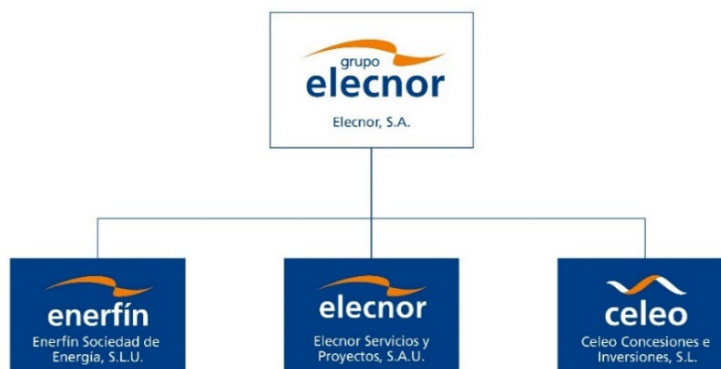 grupo
elecnor
Elecnor, S.A.
enerfín
Enerfín Sociedad de
Energía, S.L.U.
elecnor
Elecnor Servicios y
Proyectos, S.A.U.
celeo
Celeo Concesiones e
Inversiones, S.L.